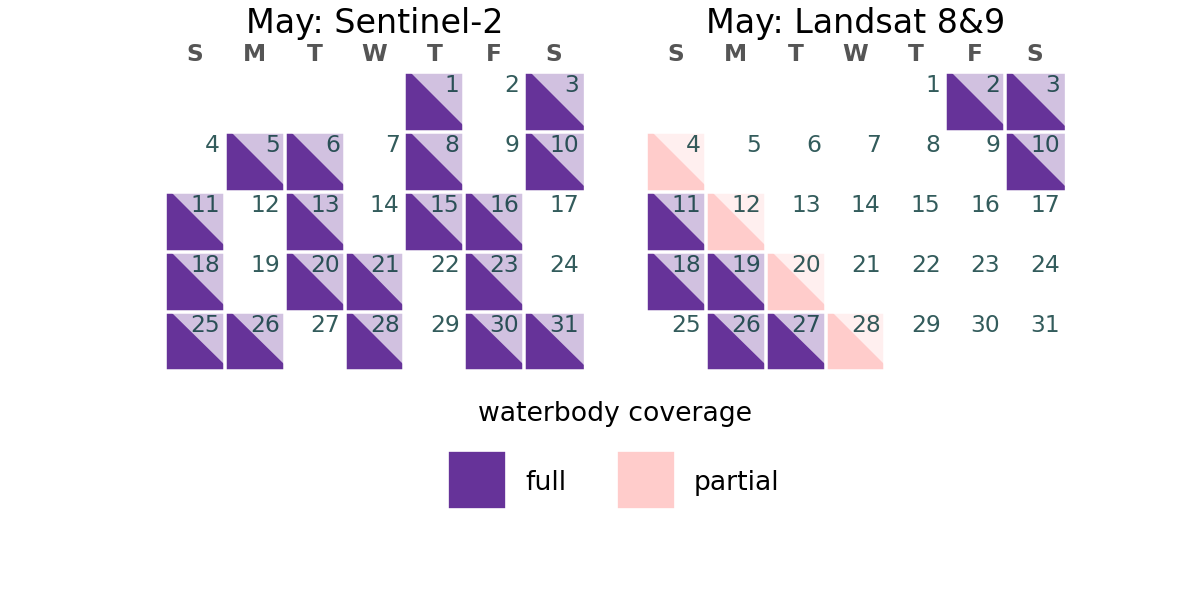 May: Sentinel-2
S M T W T F S
1 2 3
4 5 6 7 8 9 10
11 12 13 14 15 16 17
18 19 20 21 22 23 24
25 26 27 28 29 30 31
May: Landsat 8&9
S M T W T F S
1 2 3
4 5 6 7 8 9 10
11 12 13 14 15 16 17
18 19 20 21 22 23 24
25 26 27 28 29 30 31
waterbody coverage
full partial